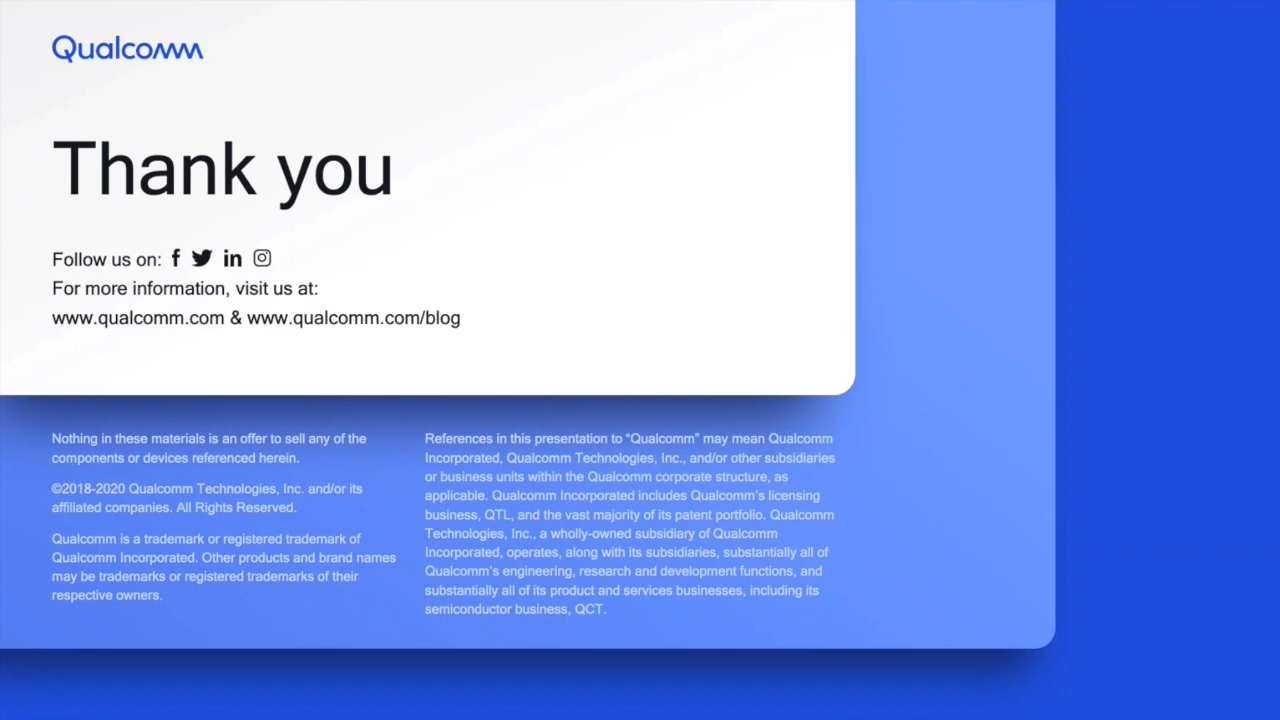 Qualcomm
Thank you
Follow us on:
For more information, visit us at:
www.qualcomm.com & www.qualcomm.com/blog
Nothing in these materials is an offer to sell any of the
components or devices referenced herein.
©2018-2020 Qualcomm Technologies, Inc. and/or its
affiliated companies. All Rights Reserved.
Qualcomm is a trademark or registered trademark of
Qualcomm Incorporated. Other products and brand names
may be trademarks or registered trademarks of their
respective owners.
References in this presentation to “Qualcomm” may mean Qualcomm
Incorporated, Qualcomm Technologies, Inc., and/or other subsidiaries
or business units within the Qualcomm corporate structure, as
applicable. Qualcomm Incorporated includes Qualcomm’s licensing
business, QTL, and the vast majority of its patent portfolio. Qualcomm
Technologies, Inc., a wholly-owned subsidiary of Qualcomm
Incorporated, operates, along with its subsidiaries, substantially all of
Qualcomm’s engineering, research and development functions, and
substantially all of its product and services businesses, including its
semiconductor business, QCT.